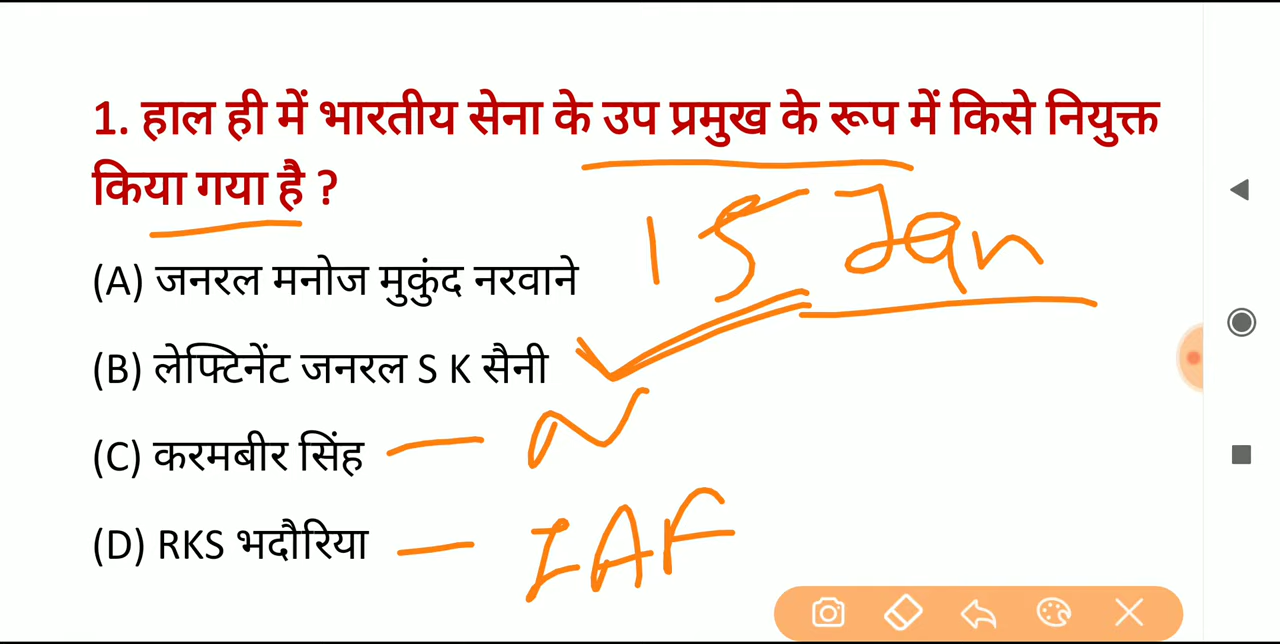 1. हाल ही में भारतीय सेना के उप प्रमुख के रूप में किसे नियुक्त
किया गया है ?
15 Jan
(A) जनरल मनोज मुकुंद नरवाने
(B) लेफ्टिनेंट जनरल S K सैनी
(C) करमबीर सिंह — N
(D) RKS भदौरिया — IAF